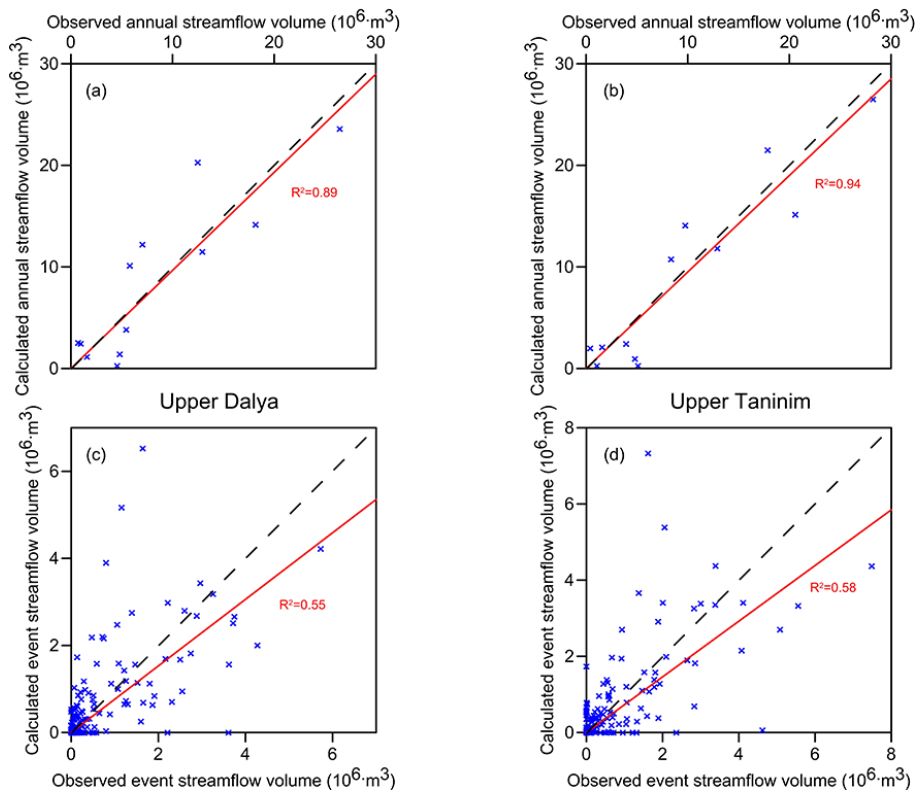 Observed annual streamflow volume (10⁶·m³)
0 10 20 30
Calculated annual streamflow volume (10⁶·m³)
30
20
10
0
(a)
R²=0.89
Observed annual streamflow volume (10⁶·m³)
0 10 20 30
Calculated annual streamflow volume (10⁶·m³)
30
20
10
0
(b)
R²=0.94
Upper Dalya
Upper Taninim
Calculated event streamflow volume (10⁶·m³)
6
4
2
0
(c)
R²=0.55
0 2 4 6
Observed event streamflow volume (10⁶·m³)
Calculated event streamflow volume (10⁶·m³)
8
6
4
2
0
(d)
R²=0.58
0 2 4 6 8
Observed event streamflow volume (10⁶·m³)